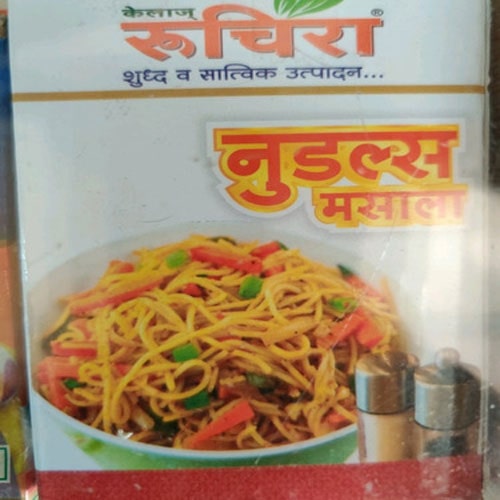 केलाज्
रूचिरा®
शुध्द व सात्विक उत्पादन...
नुडल्स
मसाला